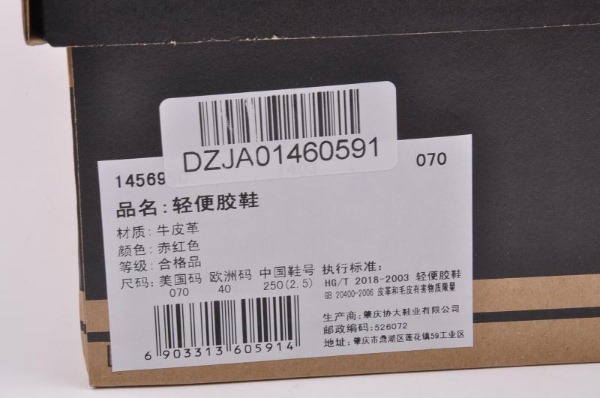 DZJA01460591
14569
070
品名:轻便胶鞋
材质:牛皮革
颜色:赤红色
等级:合格品
尺码:美国码 欧洲码 中国鞋号
070 40 250(2.5)
执行标准:
HG/T 2018-2003 轻便胶鞋
GB 20400-2006 皮革和毛皮有害物质限量
生产商:肇庆协大鞋业有限公司
邮政编码:526072
地址:肇庆市鼎湖区莲花镇59工业区
6 903313 605914